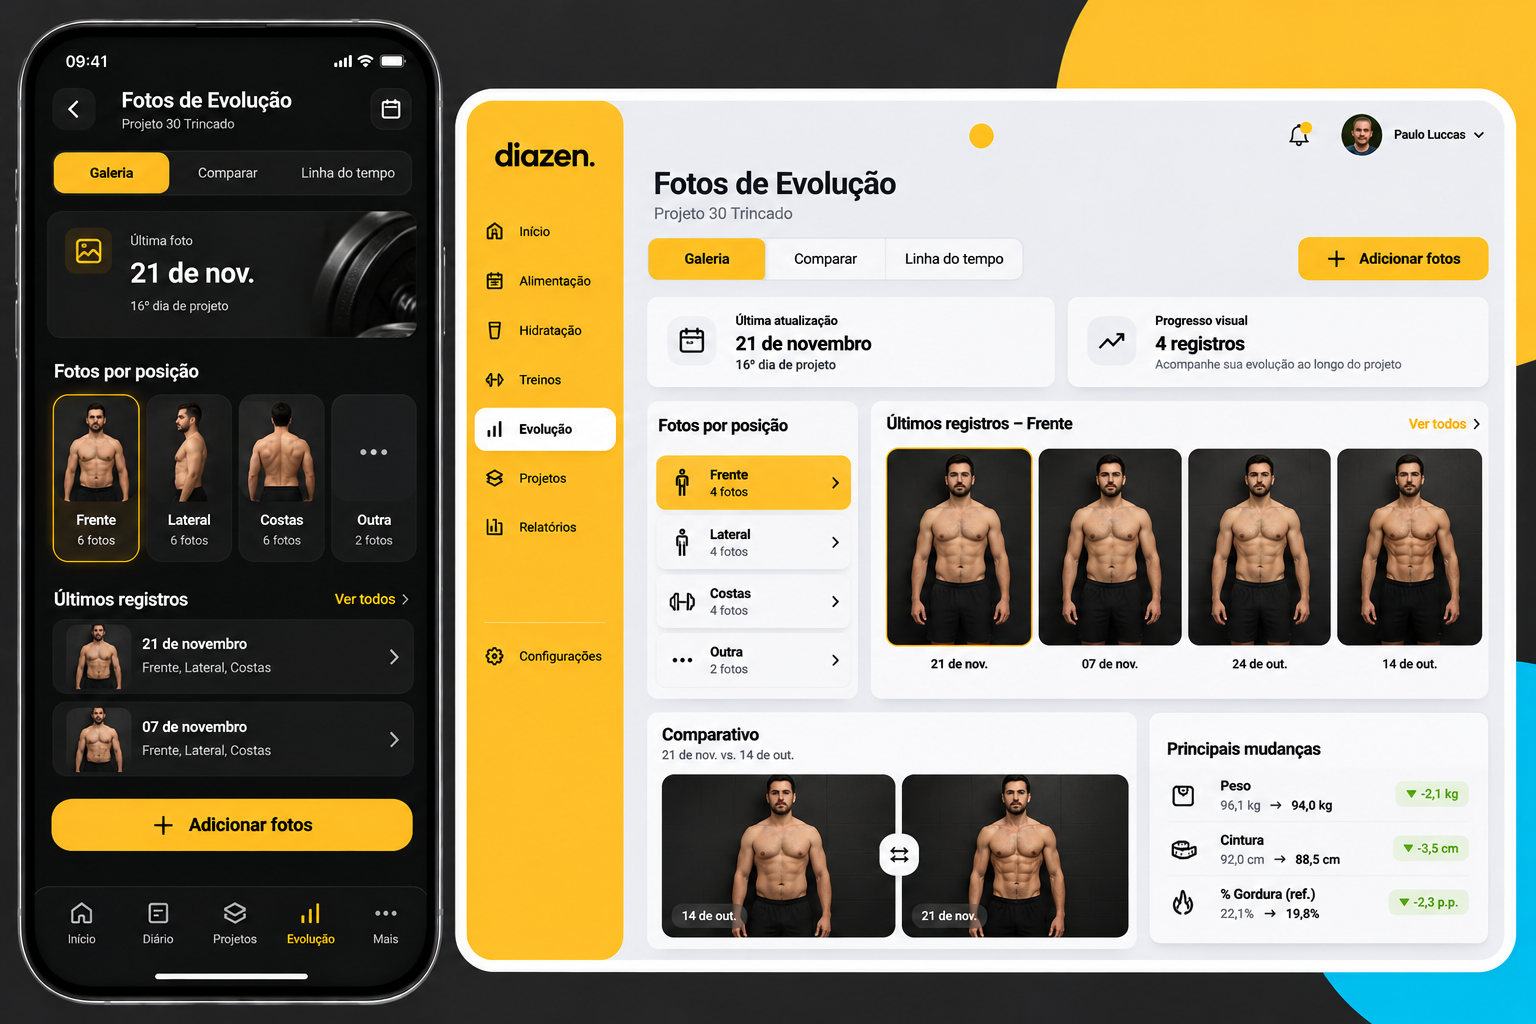 09:41
Fotos de Evolução
Projeto 30 Trincado
Galeria
Comparar
Linha do tempo
Última foto
21 de nov.
16º dia de projeto
Fotos por posição
Frente
6 fotos
Lateral
6 fotos
Costas
6 fotos
Outra
2 fotos
Últimos registros
Ver todos
21 de novembro
Frente, Lateral, Costas
07 de novembro
Frente, Lateral, Costas
Adicionar fotos
Início
Diário
Projetos
Evolução
Mais
diazen.
Início
Alimentação
Hidratação
Treinos
Evolução
Projetos
Relatórios
Configurações
Paulo Luccas
Fotos de Evolução
Projeto 30 Trincado
Galeria
Comparar
Linha do tempo
Adicionar fotos
Última atualização
21 de novembro
16º dia de projeto
Progresso visual
4 registros
Acompanhe sua evolução ao longo do projeto
Fotos por posição
Frente
4 fotos
Lateral
4 fotos
Costas
4 fotos
Outra
2 fotos
Últimos registros – Frente
Ver todos
21 de nov.
07 de nov.
24 de out.
14 de out.
Comparativo
21 de nov. vs. 14 de out.
14 de out.
21 de nov.
Principais mudanças
Peso
96,1 kg → 94,0 kg
▼ -2,1 kg
Cintura
92,0 cm → 88,5 cm
▼ -3,5 cm
% Gordura (ref.)
22,1% → 19,8%
▼ -2,3 p.p.